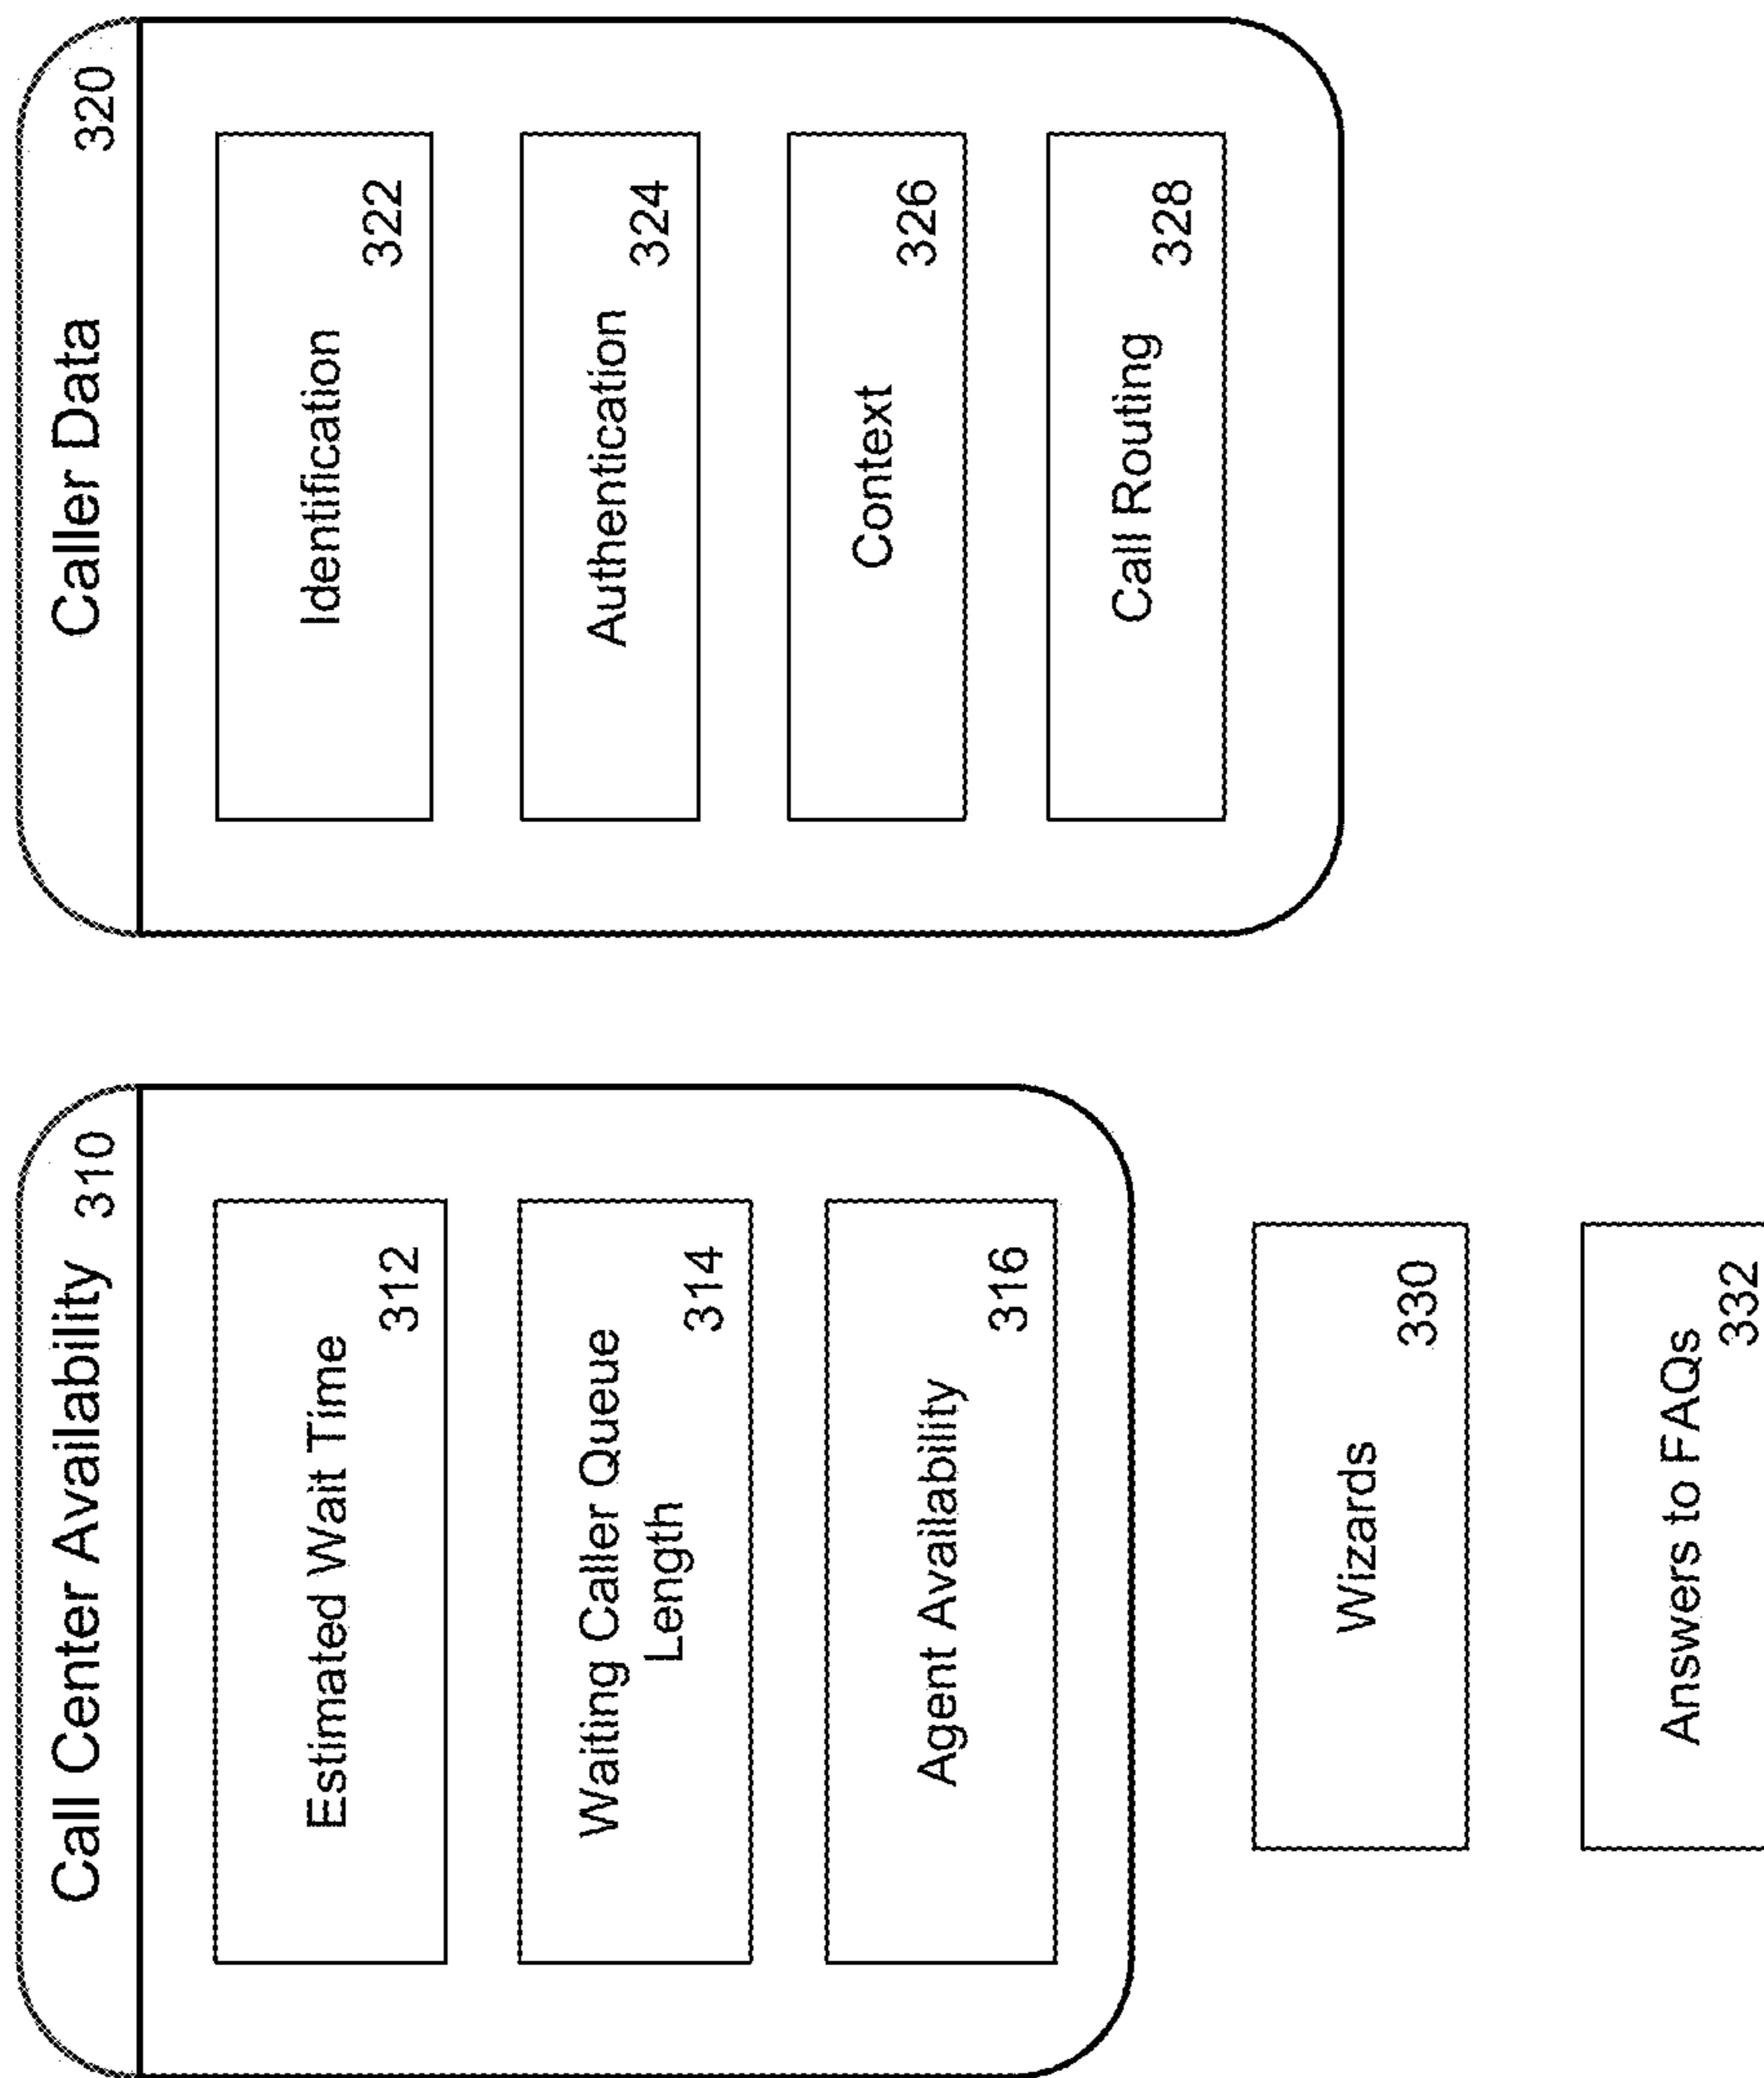 Call Center Availability 310
Estimated Wait Time
312
Waiting Caller Queue
Length
314
Agent Availability
316
Wizards
330
Answers to FAQs
332
Caller Data 320
Identification
322
Authentication
324
Context
326
Call Routing
328